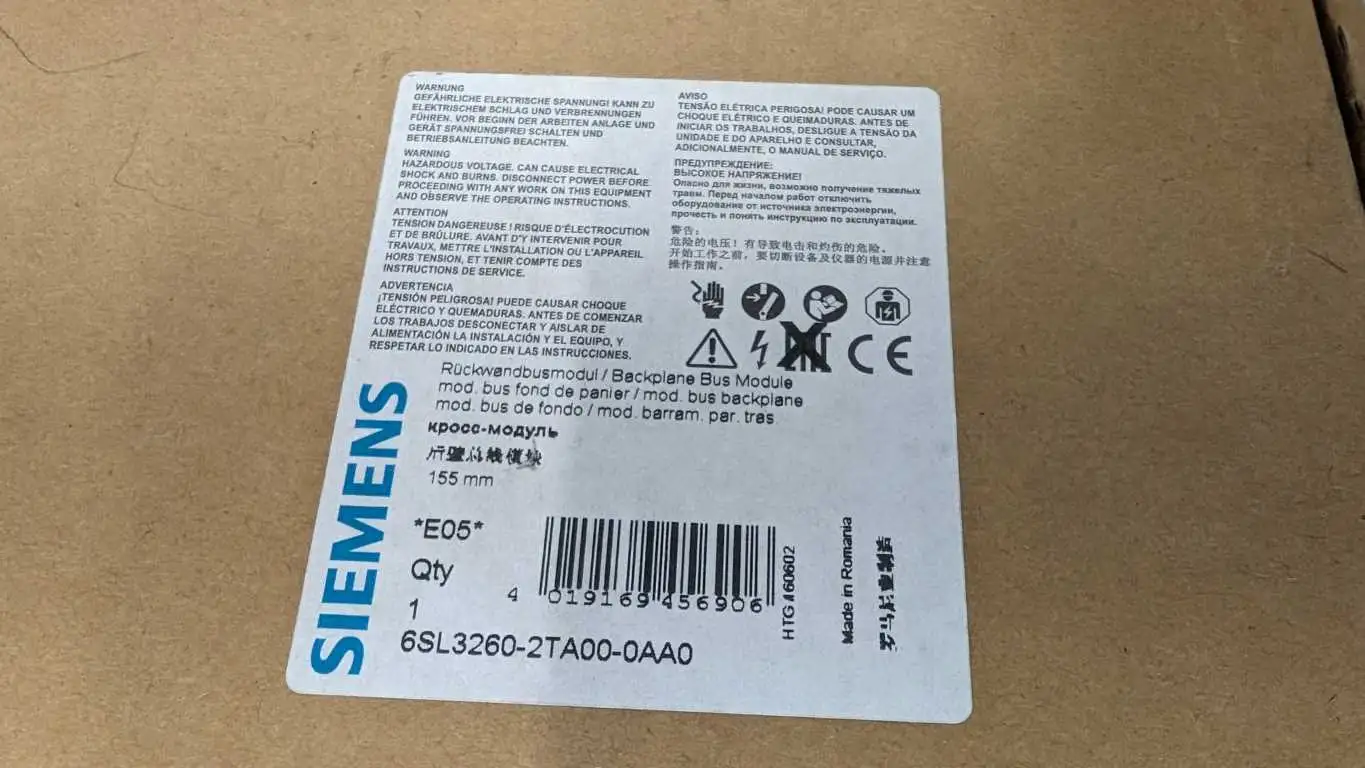 WARNUNG
GEFÄHRLICHE ELEKTRISCHE SPANNUNG! KANN ZU
ELEKTRISCHEM SCHLAG UND VERBRENNUNGEN
FÜHREN. VOR BEGINN DER ARBEITEN ANLAGE UND
GERÄT SPANNUNGSFREI SCHALTEN UND
BETRIEBSANLEITUNG BEACHTEN.
WARNING
HAZARDOUS VOLTAGE. CAN CAUSE ELECTRICAL
SHOCK AND BURNS. DISCONNECT POWER BEFORE
PROCEEDING WITH ANY WORK ON THIS EQUIPMENT
AND OBSERVE THE OPERATING INSTRUCTIONS.
ATTENTION
TENSION DANGEREUSE ! RISQUE D'ÉLECTROCUTION
ET DE BRÛLURE. AVANT D'Y INTERVENIR POUR
TRAVAUX, METTRE L'INSTALLATION OU L'APPAREIL
HORS TENSION, ET TENIR COMPTE DES
INSTRUCTIONS DE SERVICE.
ADVERTENCIA
¡TENSIÓN PELIGROSA! PUEDE CAUSAR CHOQUE
ELÉCTRICO Y QUEMADURAS. ANTES DE COMENZAR
LOS TRABAJOS DESCONECTAR Y AISLAR DE
ALIMENTACIÓN LA INSTALACIÓN Y EL EQUIPO, Y
RESPETAR LO INDICADO EN LAS INSTRUCCIONES.
AVISO
TENSÃO ELÉTRICA PERIGOSA! PODE CAUSAR UM
CHOQUE ELÉTRICO E QUEIMADURAS. ANTES DE
INICIAR OS TRABALHOS, DESLIGUE A TENSÃO DA
UNIDADE E DO APARELHO E CONSULTAR,
ADICIONALMENTE, O MANUAL DE SERVIÇO.
ПРЕДУПРЕЖДЕНИЕ:
ВЫСОКОЕ НАПРЯЖЕНИЕ!
Опасно для жизни, возможно получение тяжелых
травм. Перед началом работ отключить
оборудование от источника электроэнергии,
прочесть и понять инструкцию по эксплуатации.
警告:
危险的电压！有导致电击和灼伤的危险。
开始工作之前，要切断设备及仪器的电源并注意
操作指南。
CE
Rückwandbusmodul / Backplane Bus Module
mod. bus fond de panier / mod. bus backplane
mod. bus de fondo / mod. barram. par. tras
кросс-модуль
后壁总线模块
155 mm
SIEMENS
*E05*
Qty
1
4 019169 456906
6SL3260-2TA00-0AA0
HTG #60602
Made in Romania